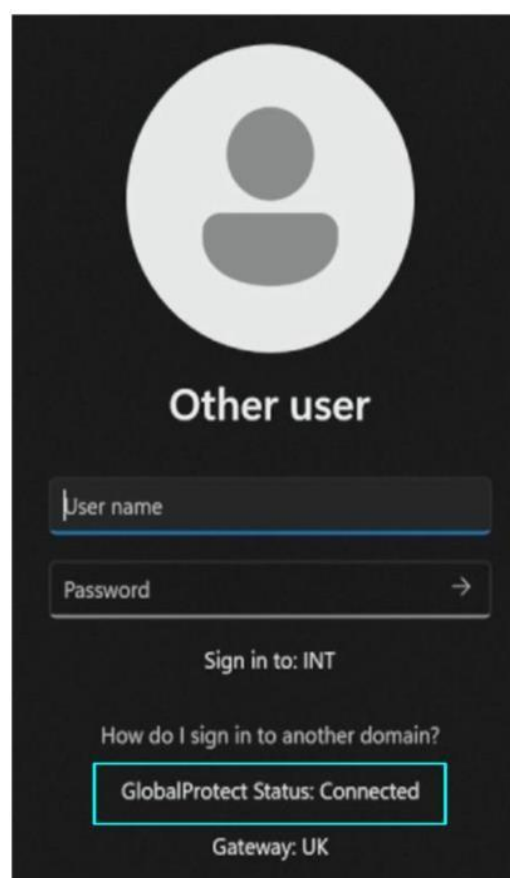 Other user
User name
Password
Sign in to: INT
How do I sign in to another domain?
GlobalProtect Status: Connected
Gateway: UK